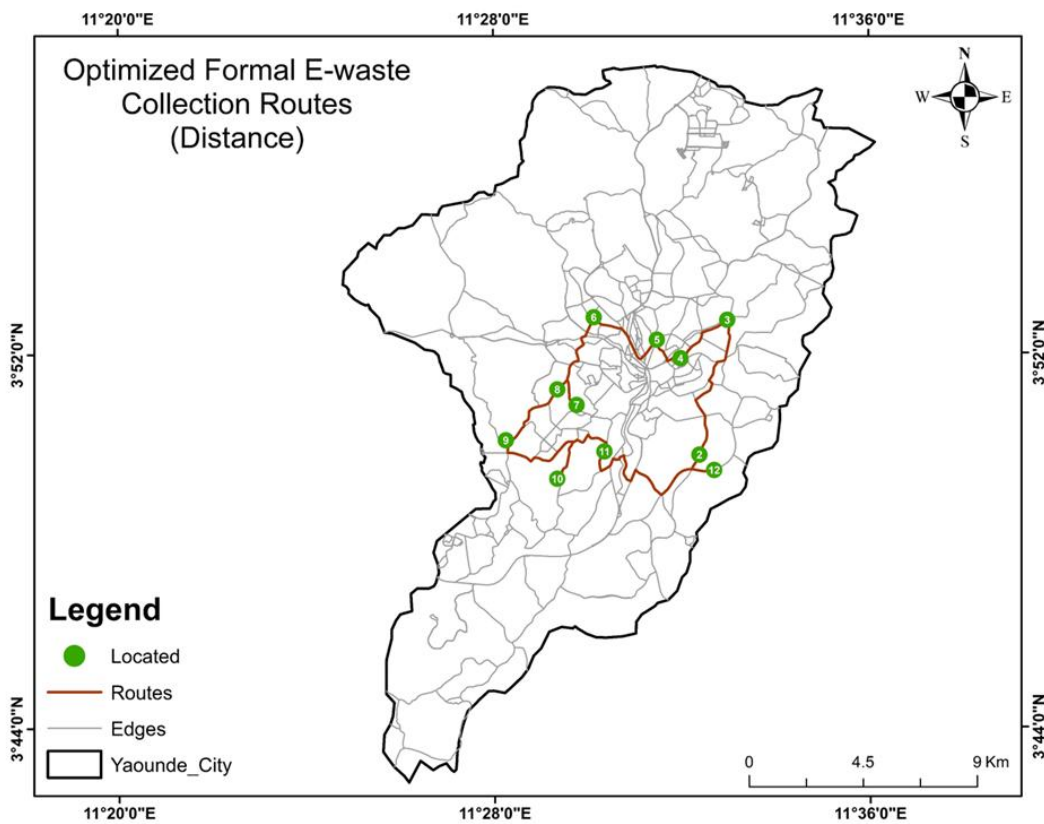 11°20'0"E
11°28'0"E
11°36'0"E
Optimized Formal E-waste
Collection Routes
(Distance)
N
W
E
S
3°52'0"N
3°52'0"N
6
5
3
4
8
7
9
11
2
12
10
Legend
Located
Routes
Edges
Yaounde_City
3°44'0"N
3°44'0"N
0
4.5
9 Km
11°20'0"E
11°28'0"E
11°36'0"E